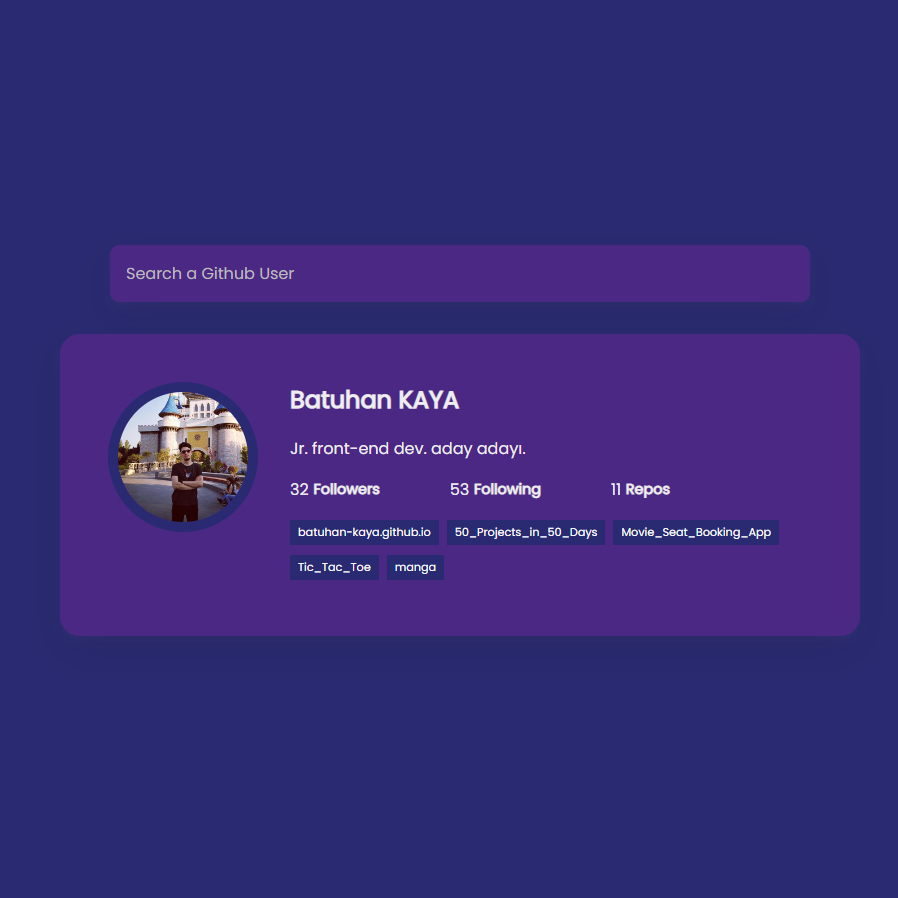 Search a Github User
Batuhan KAYA
Jr. front-end dev. aday adayı.
32 Followers 53 Following 11 Repos
batuhan-kaya.github.io 50_Projects_in_50_Days Movie_Seat_Booking_App
Tic_Tac_Toe manga